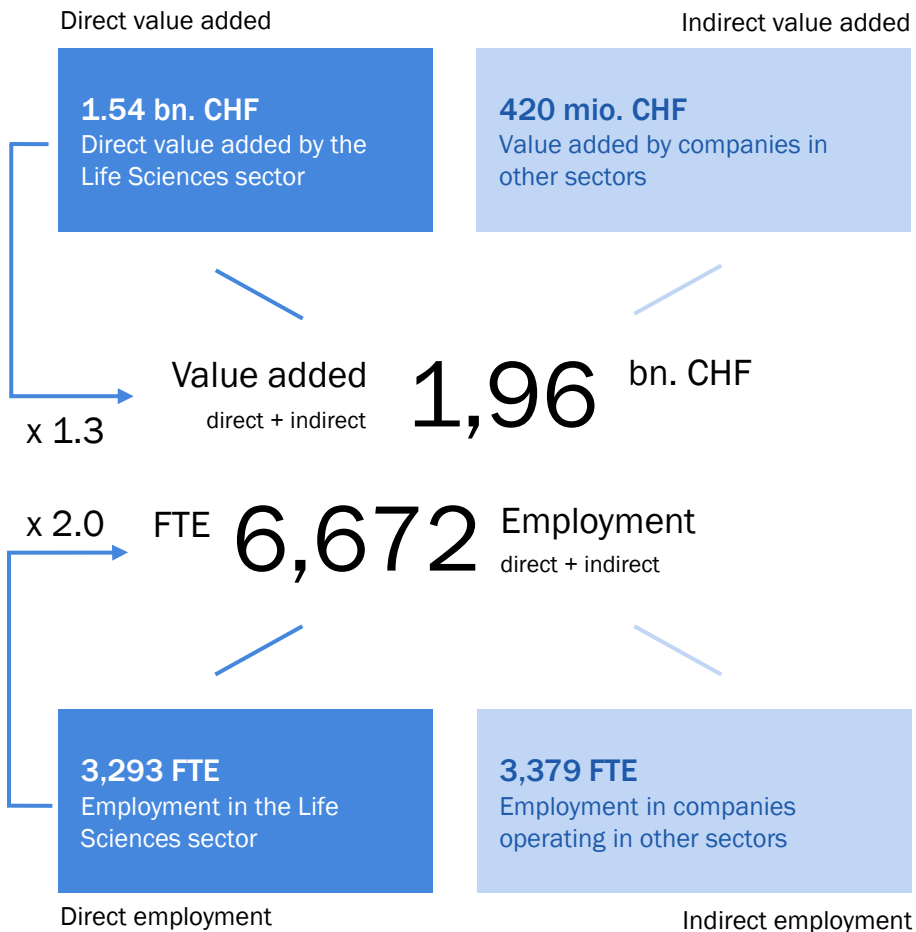 Direct value added
Indirect value added
1.54 bn. CHF
Direct value added by the
Life Sciences sector
420 mio. CHF
Value added by companies in
other sectors
Value added
direct + indirect
1,96
bn. CHF
x 1.3
x 2.0
FTE
6,672
Employment
direct + indirect
3,293 FTE
Employment in the Life
Sciences sector
3,379 FTE
Employment in companies
operating in other sectors
Direct employment
Indirect employment